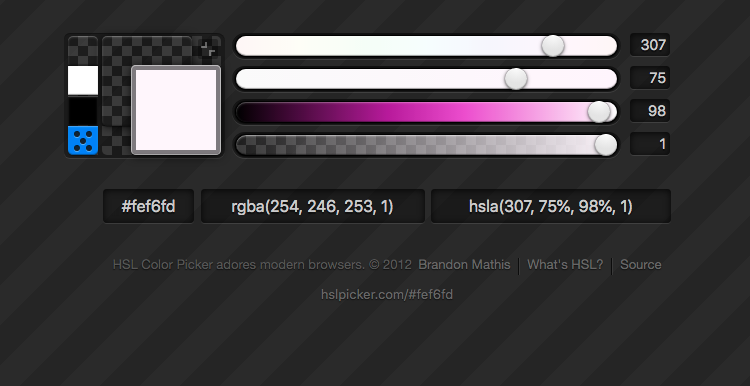 307
75
98
1
#fef6fd rgba(254, 246, 253, 1) hsla(307, 75%, 98%, 1)
HSL Color Picker adores modern browsers. © 2012 Brandon Mathis What's HSL? Source
hslpicker.com/#fef6fd